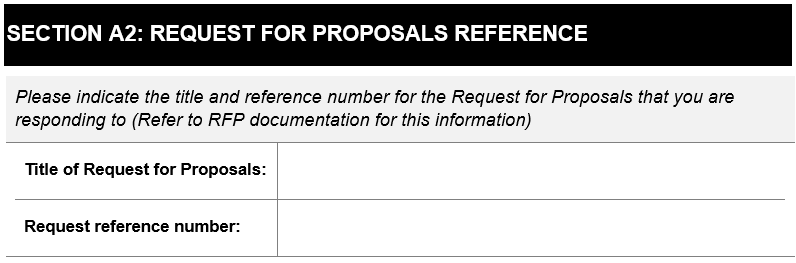 SECTION A2: REQUEST FOR PROPOSALS REFERENCE
Please indicate the title and reference number for the Request for Proposals that you are
responding to (Refer to RFP documentation for this information)
Title of Request for Proposals:
Request reference number: